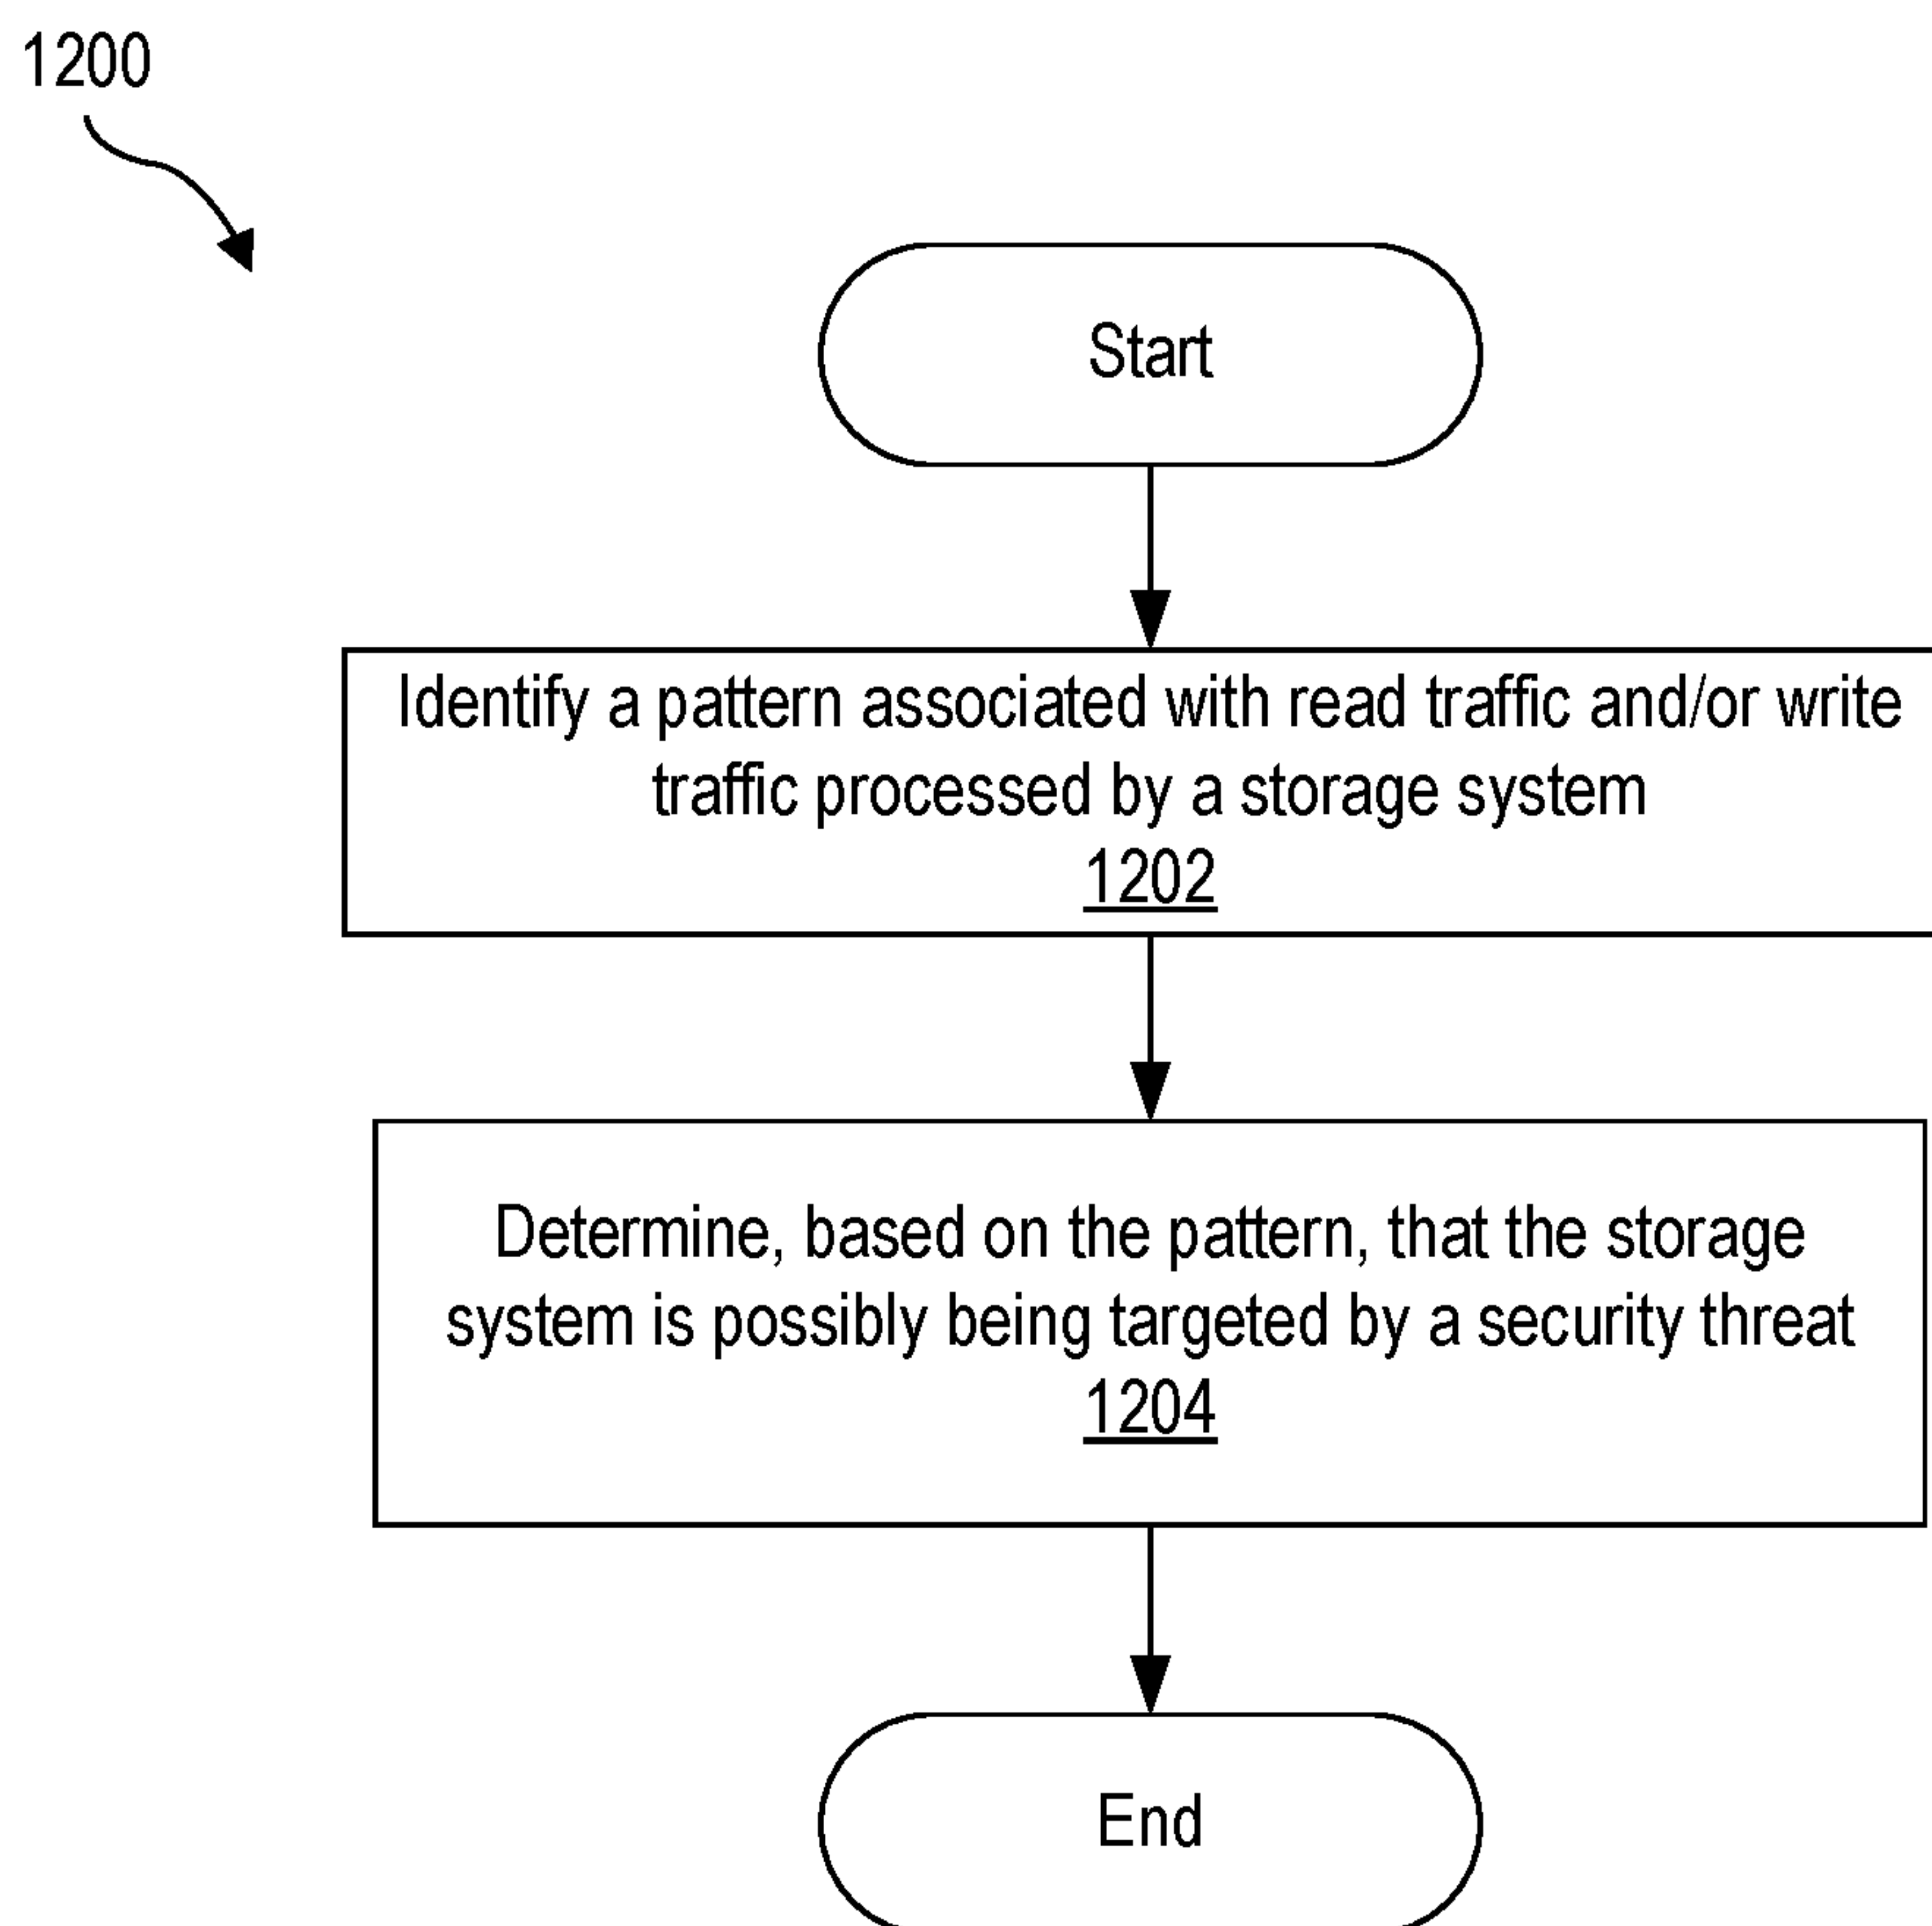 1200
Start
Identify a pattern associated with read traffic and/or write
traffic processed by a storage system
1202
Determine, based on the pattern, that the storage
system is possibly being targeted by a security threat
1204
End